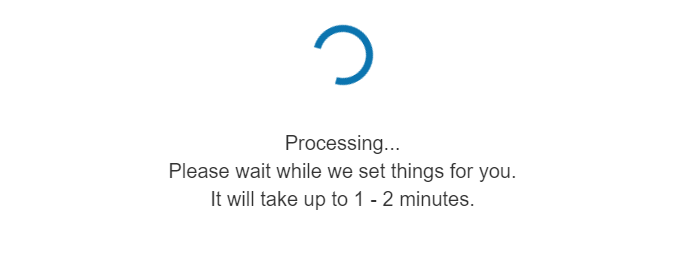 Processing...
Please wait while we set things for you.
It will take up to 1 - 2 minutes.